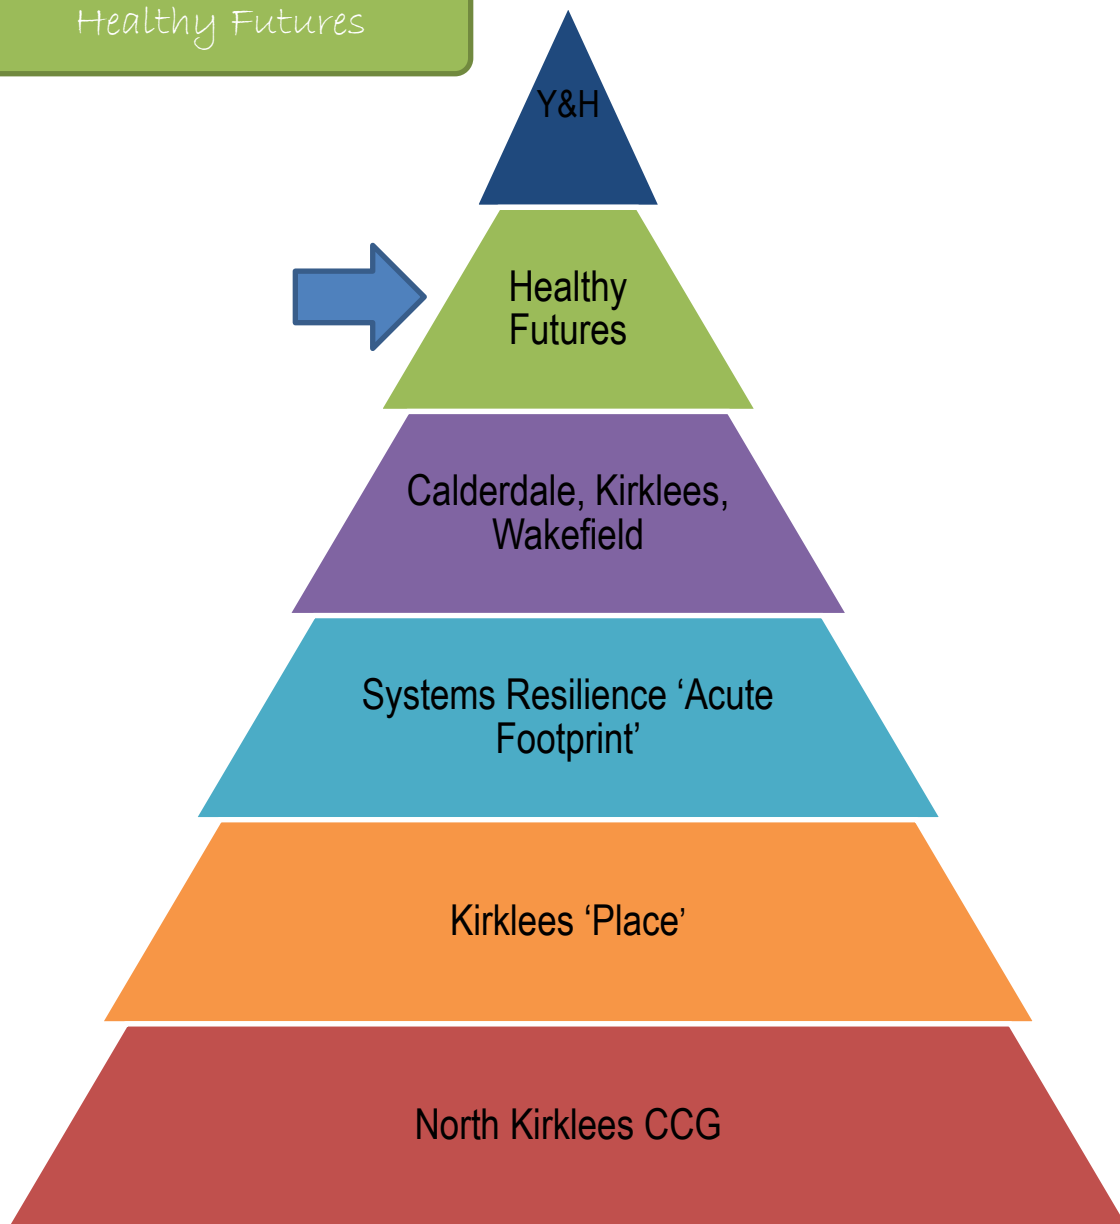 Healthy Futures
Y&H
Healthy
Futures
Calderdale, Kirklees,
Wakefield
Systems Resilience ‘Acute
Footprint’
Kirklees ‘Place’
North Kirklees CCG